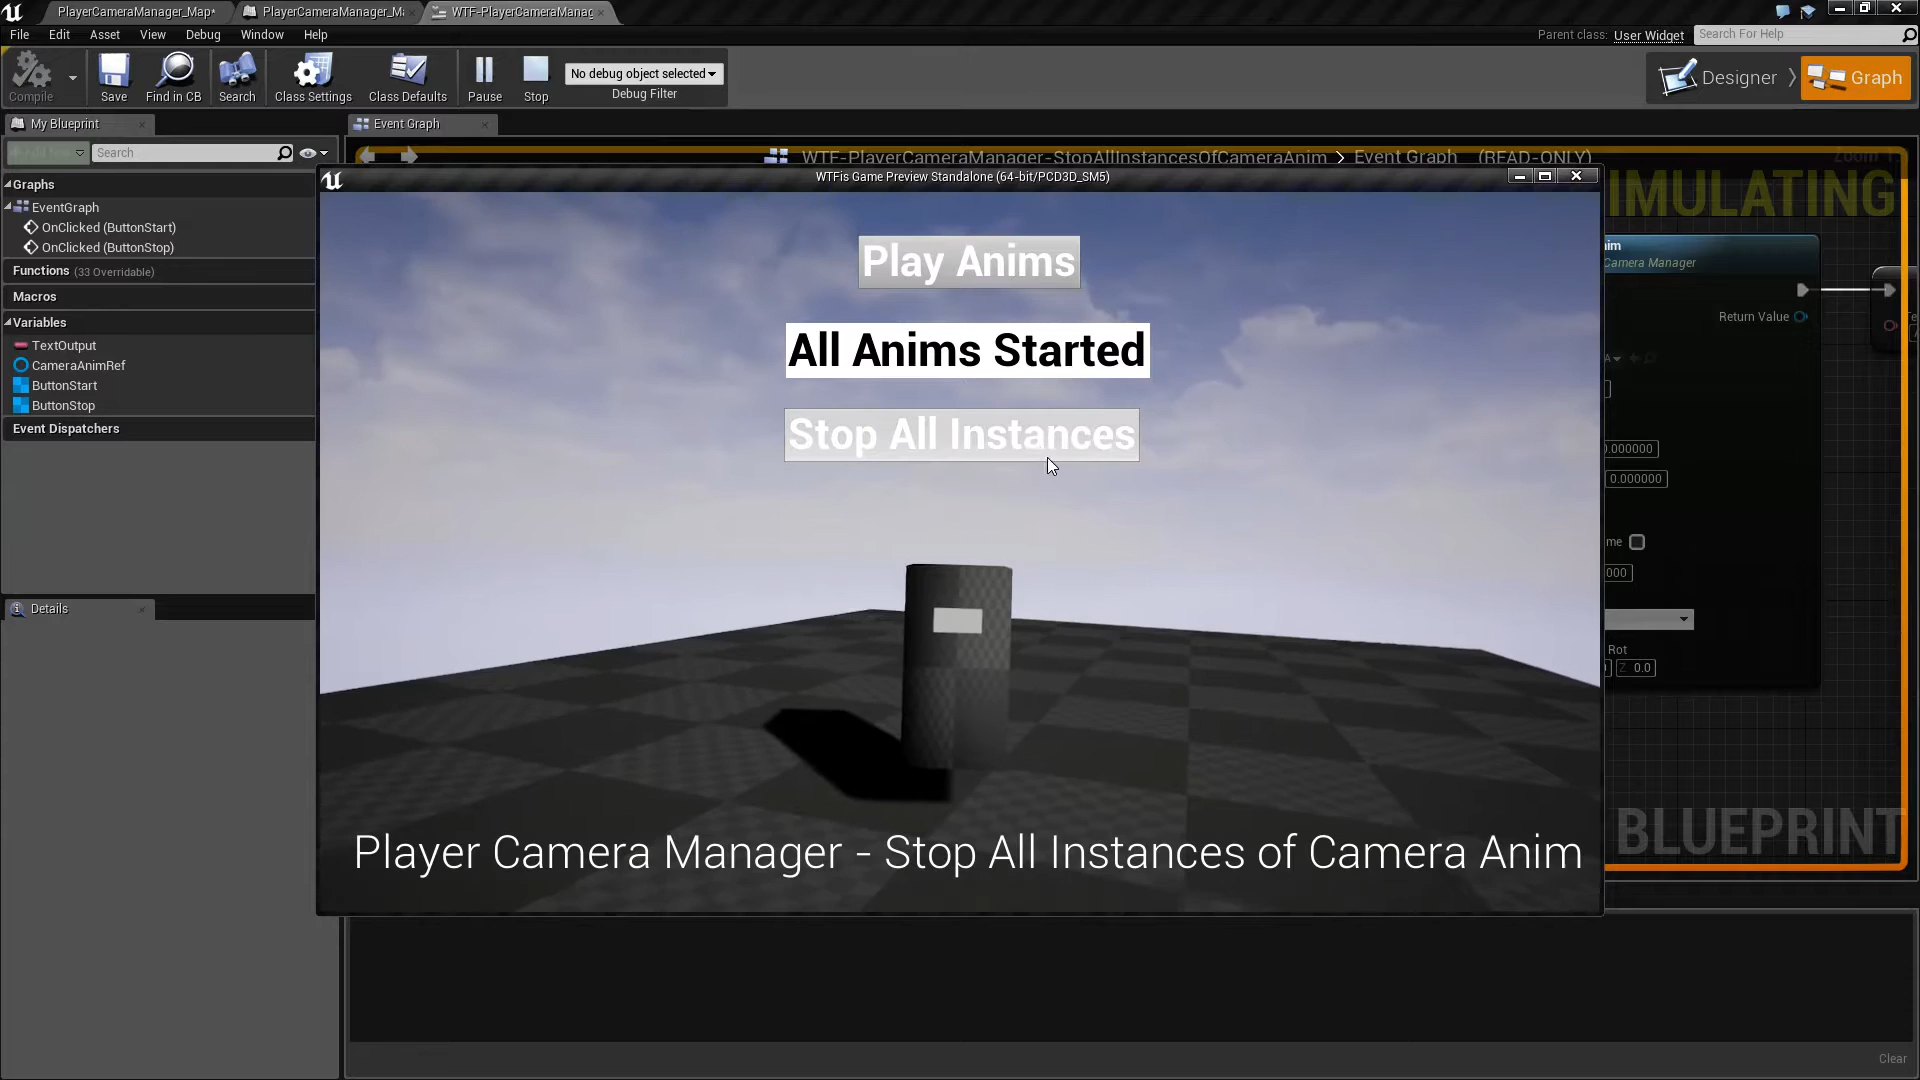 PlayerCameraManager_Map*
PlayerCameraManager_Ma
WTF-PlayerCameraManag
File Edit Asset View Debug Window Help
Parent class: User Widget
Search For Help
Compile
Save
Find in CB
Search
Class Settings
Class Defaults
Pause
Stop
No debug object selected
Debug Filter
Designer
Graph
My Blueprint
Event Graph
Search
WTF-PlayerCameraManager-StopAllInstancesOfCameraAnim > Event Graph (READ-ONLY)
Graphs
EventGraph
OnClicked (ButtonStart)
OnClicked (ButtonStop)
Functions (33 Overridable)
Macros
Variables
TextOutput
CameraAnimRef
ButtonStart
ButtonStop
Event Dispatchers
Details
WTFis Game Preview Standalone (64-bit/PCD3D_SM5)
Play Anims
All Anims Started
Stop All Instances
Player Camera Manager - Stop All Instances of Camera Anim
IMULATING
nim
Camera Manager
Return Value
0.000000
0.000000
me
000
Rot
Z 0.0
BLUEPRINT
Clear